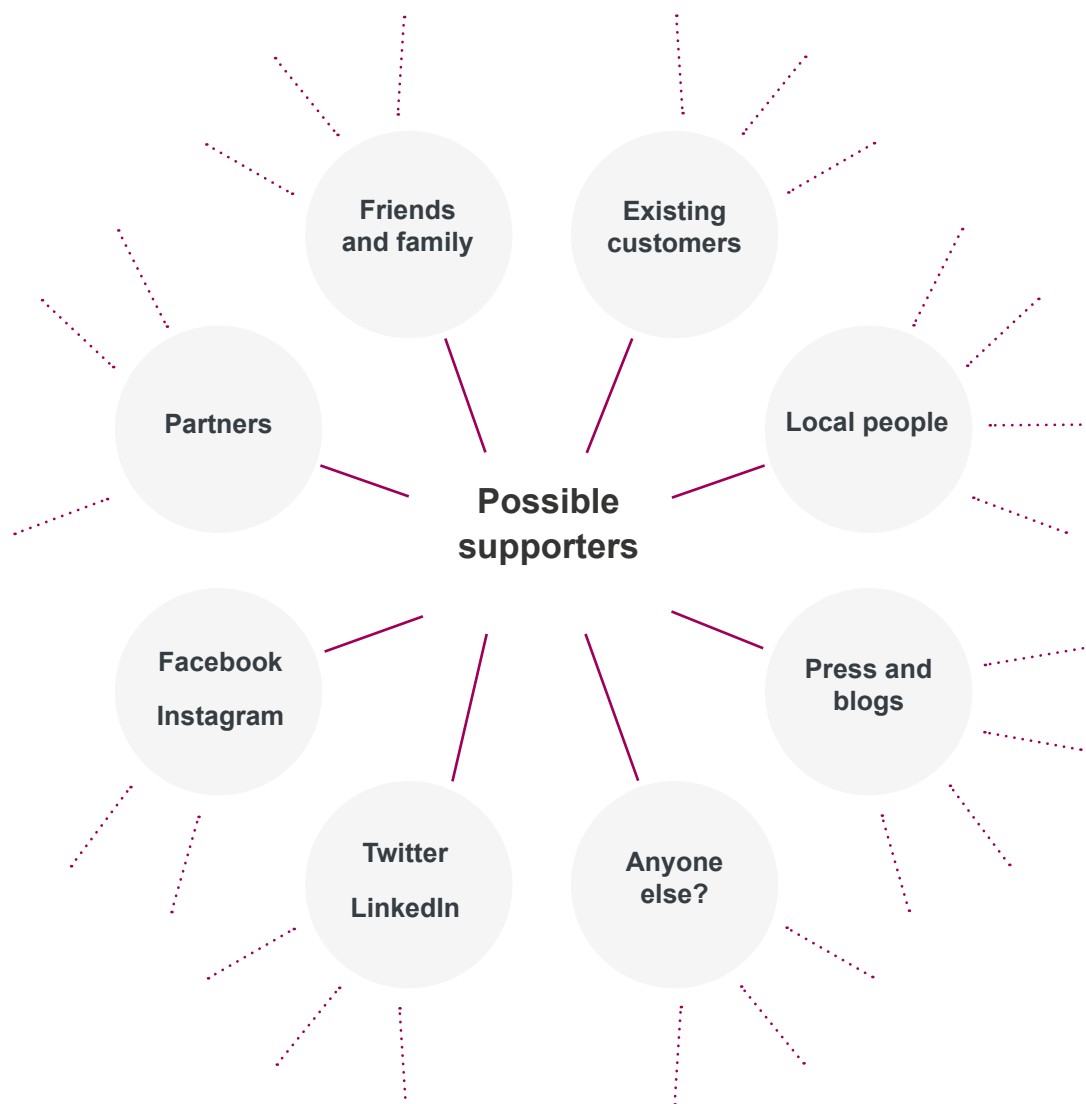 Friends
and family
Existing
customers
Partners
Local people
Possible
supporters
Facebook
Instagram
Press and
blogs
Twitter
LinkedIn
Anyone
else?